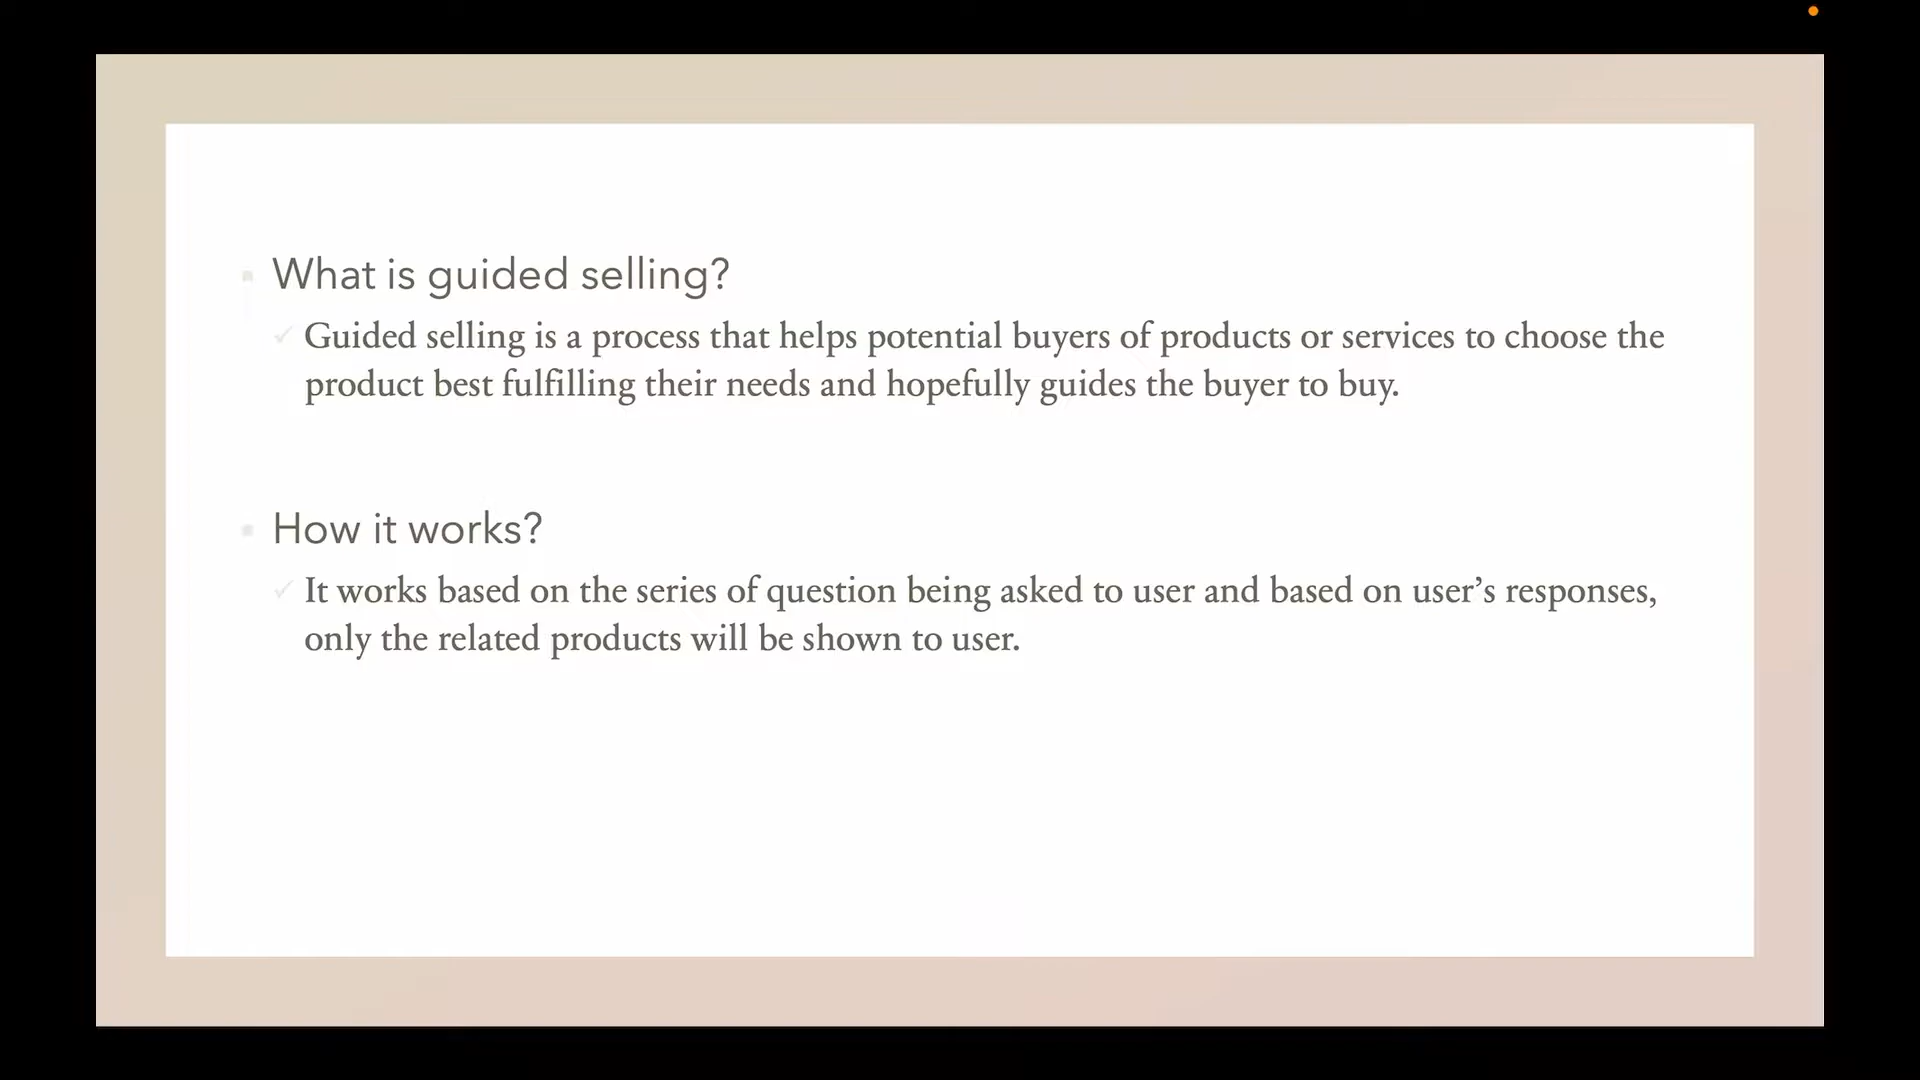 What is guided selling?
Guided selling is a process that helps potential buyers of products or services to choose the
product best fulfilling their needs and hopefully guides the buyer to buy.
How it works?
It works based on the series of question being asked to user and based on user’s responses,
only the related products will be shown to user.